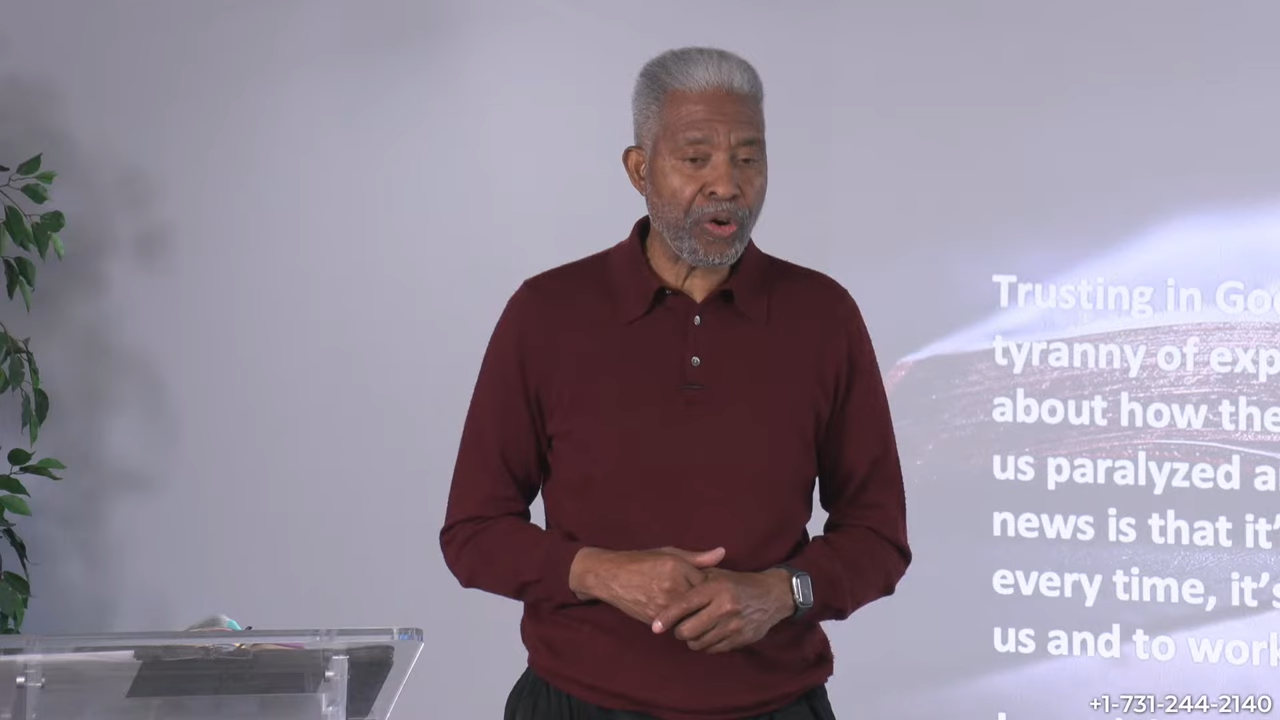 Trusting in Go
tyranny of exp
about how the
us paralyzed a
news is that it'
every time, it's
us and to work
+1-731-244-2140